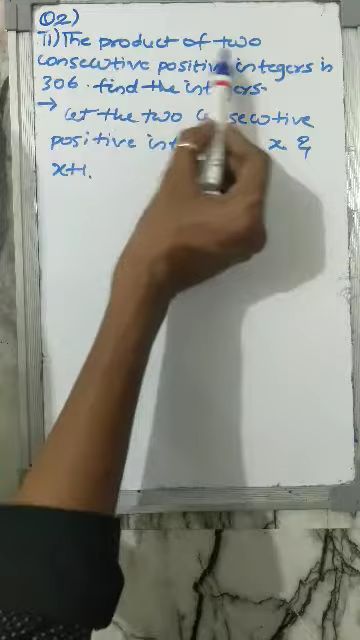 Q2)
ii) The product of two
consecutive positive integers is
306. find the
→ Let the two
positive x &
x+1.